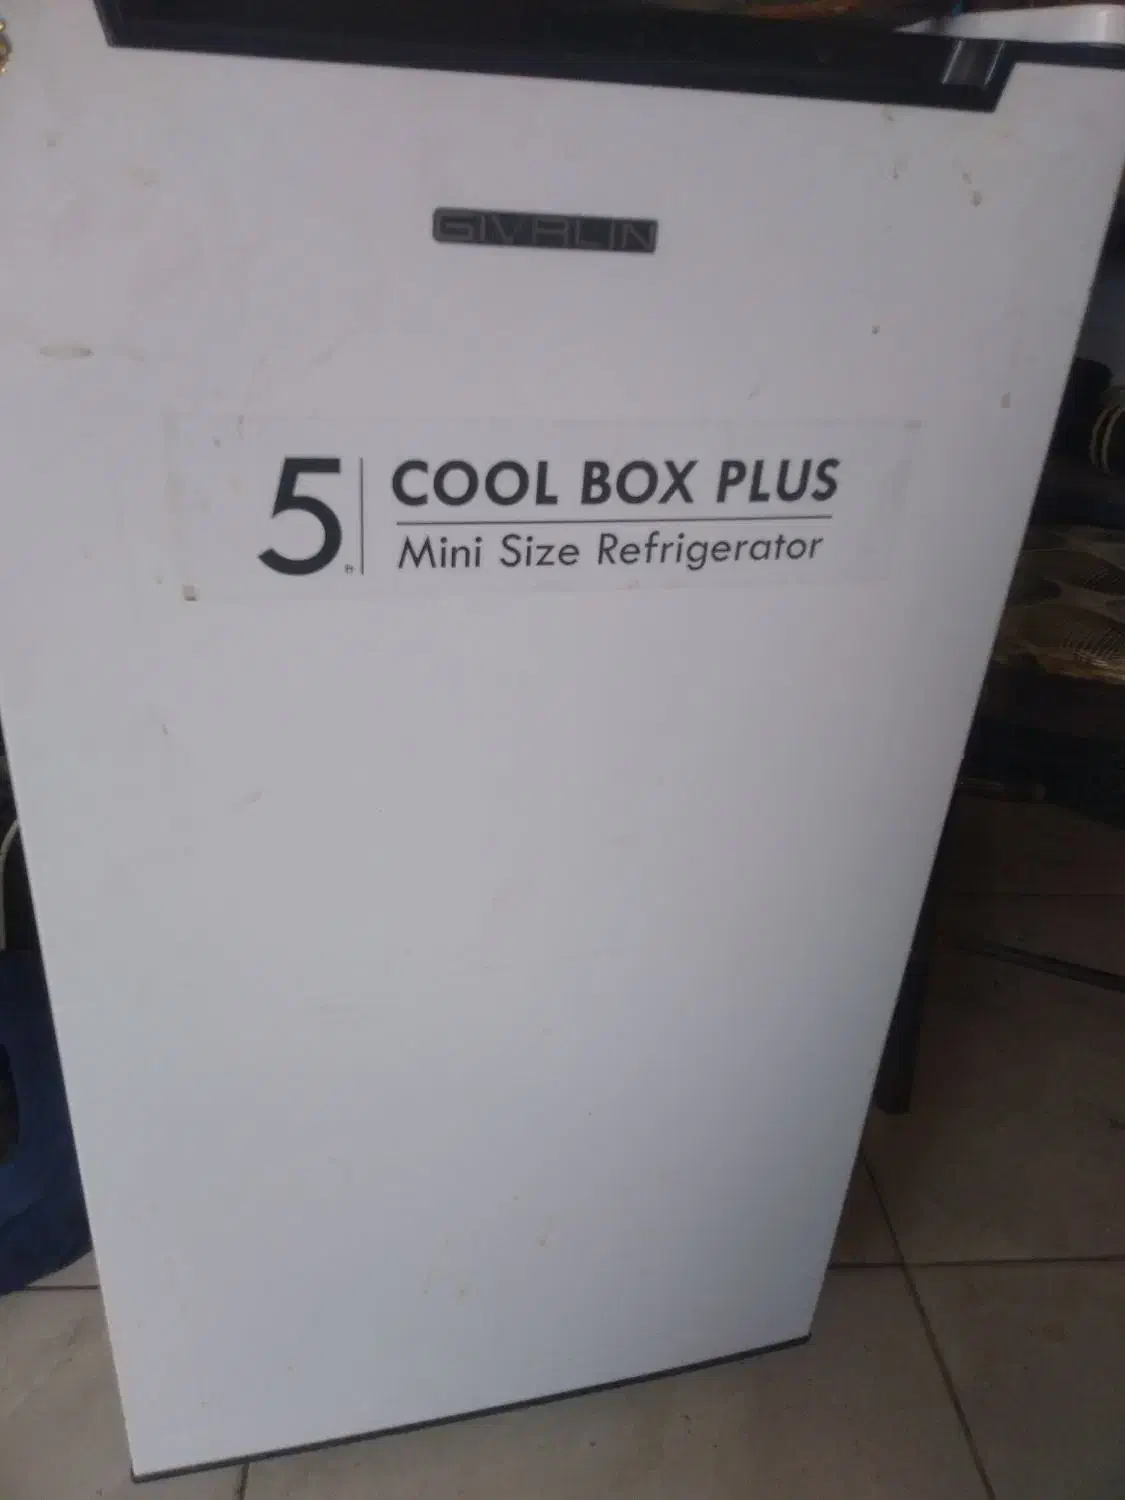 GIVALIN
5
COOL BOX PLUS
Mini Size Refrigerator